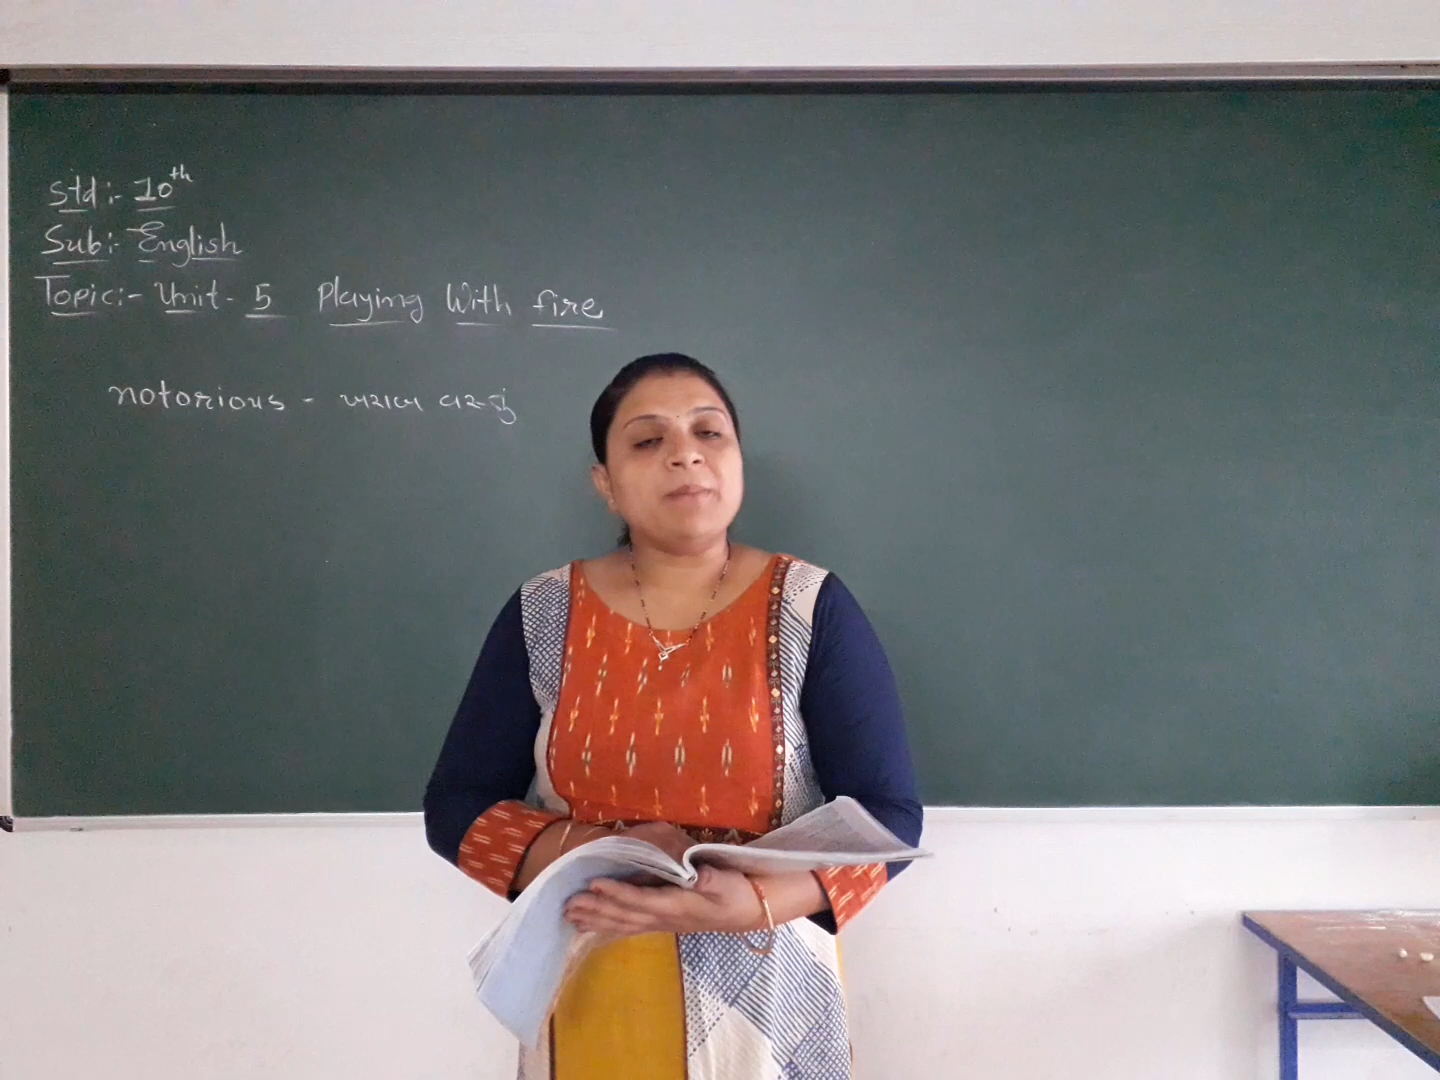 Std:- 10th
Sub:- English
Topic:- Unit- 5 Playing With fire
notorious - ખરાબ વસ્તુ